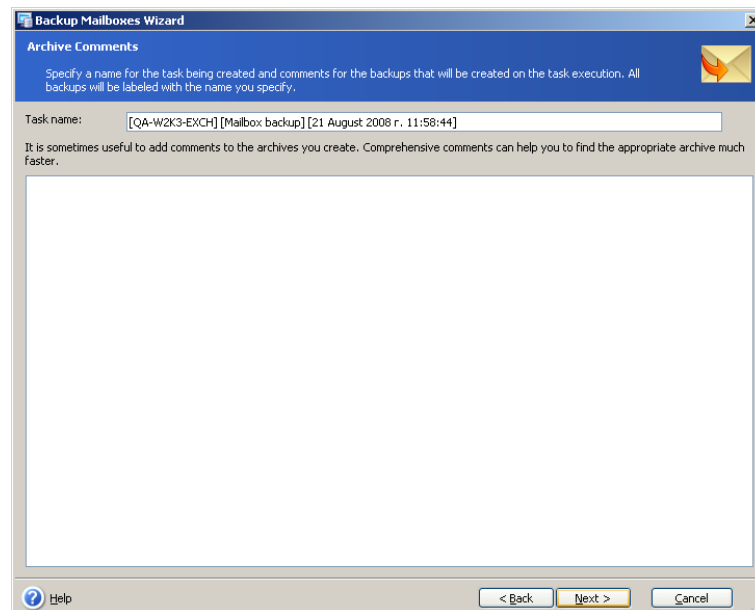 Backup Mailboxes Wizard
Archive Comments
Specify a name for the task being created and comments for the backups that will be created on the task execution. All
backups will be labeled with the name you specify.
Task name: [QA-W2K3-EXCH] [Mailbox backup] [21 August 2008 г. 11:58:44]
It is sometimes useful to add comments to the archives you create. Comprehensive comments can help you to find the appropriate archive much
faster.
Help < Back Next > Cancel